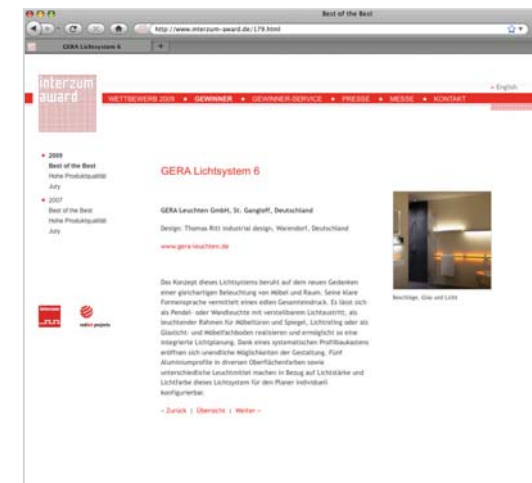 Best of the Best
http://www.interzum-award.de/179.html
GERA Lichtsystem 6
+
interzum
award
» English
WETTBEWERB 2009 • GEWINNER • GEWINNER-SERVICE • PRESSE • MESSE • KONTAKT
• 2009
Best of the Best
Hohe Produktqualität
Jury
• 2007
Best of the Best
Hohe Produktqualität
Jury
GERA Lichtsystem 6
GERA Leuchten GmbH, St. Gangloff, Deutschland
Design: Thomas Ritt industrial design, Warendorf, Deutschland
www.gera-leuchten.de
Beschläge, Glas und Licht
Das Konzept dieses Lichtsystems beruht auf dem neuen Gedanken
einer gleichartigen Beleuchtung von Möbel und Raum. Seine klare
Formensprache vermittelt einen edlen Gesamteindruck. Es lässt sich
als Pendel- oder Wandleuchte mit verstellbarem Lichtaustritt, als
leuchtender Rahmen für Möbeltüren und Spiegel, Lichtreling oder als
Glaslicht- und Möbelfachboden realisieren und ermöglicht so eine
integrierte Lichtplanung. Dank eines systematischen Profilbaukastens
eröffnen sich unendliche Möglichkeiten der Gestaltung. Fünf
Aluminiumprofile in diversen Oberflächenfarben sowie
unterschiedliche Leuchtmittel machen in Bezug auf Lichtstärke und
Lichtfarbe dieses Lichtsystem für den Planer individuell
konfigurierbar.
« Zurück | Übersicht | Weiter »
interzum
reddot projects